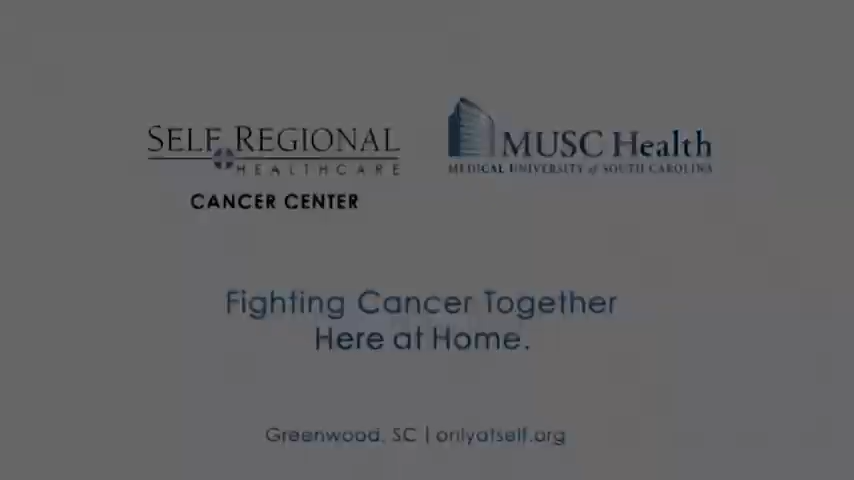 SELF REGIONAL
HEALTHCARE
CANCER CENTER
MUSC Health
MEDICAL UNIVERSITY of SOUTH CAROLINA
Fighting Cancer Together
Here at Home.
Greenwood, SC | onlyatself.org